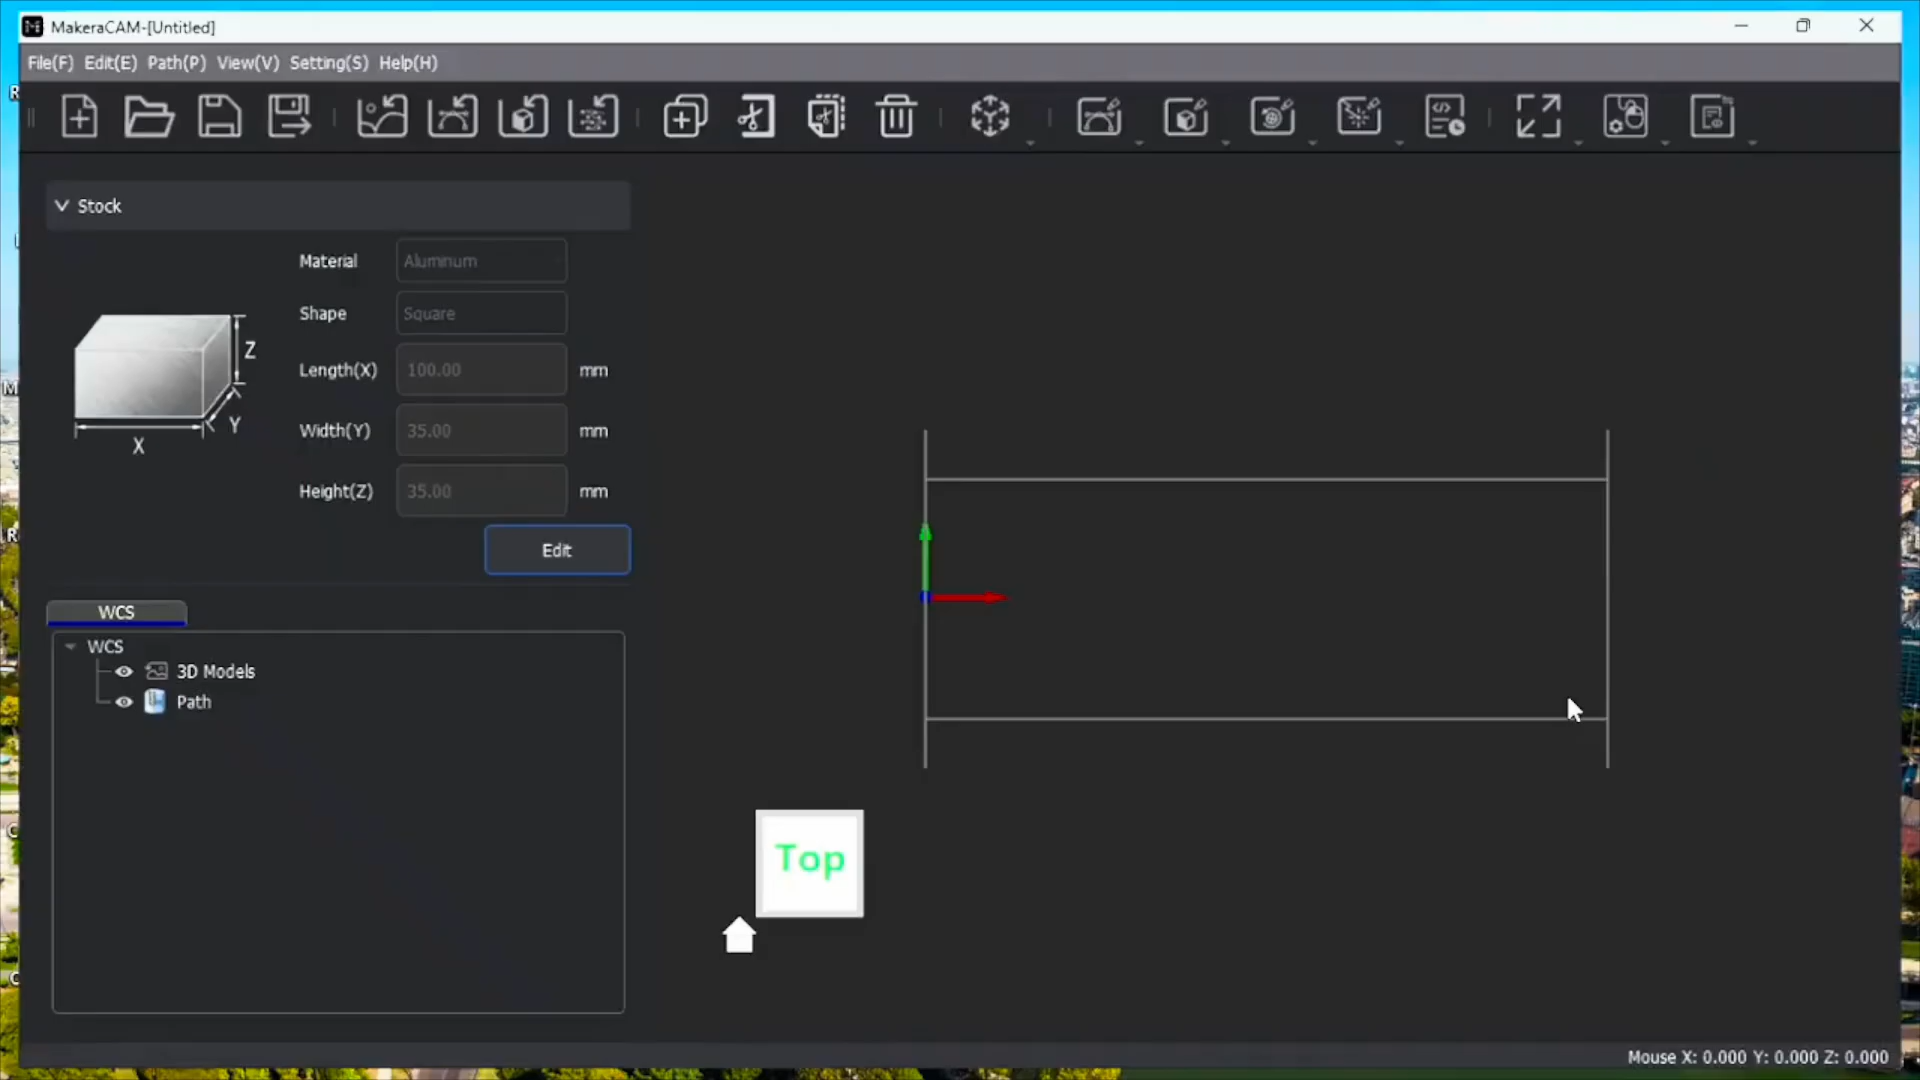 MakeraCAM-[Untitled]
File(F) Edit(E) Path(P) View(V) Setting(S) Help(H)
Stock
Material Aluminum
Shape Square
Length(X) 100.00 mm
Width(Y) 35.00 mm
Height(Z) 35.00 mm
Z
Y
X
Edit
WCS
WCS
3D Models
Path
Top
Mouse X: 0.000 Y: 0.000 Z: 0.000